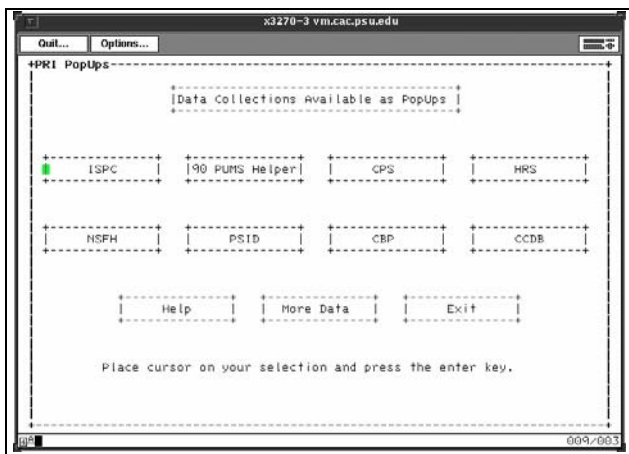 x3270-3 vm.cac.psu.edu
Quit... Options...
PRI PopUps
Data Collections Available as PopUps
ISPC 90 PUMS Helper CPS HRS
NSFH PSID CBP CCDB
Help More Data Exit
Place cursor on your selection and press the enter key.
4A 009/003